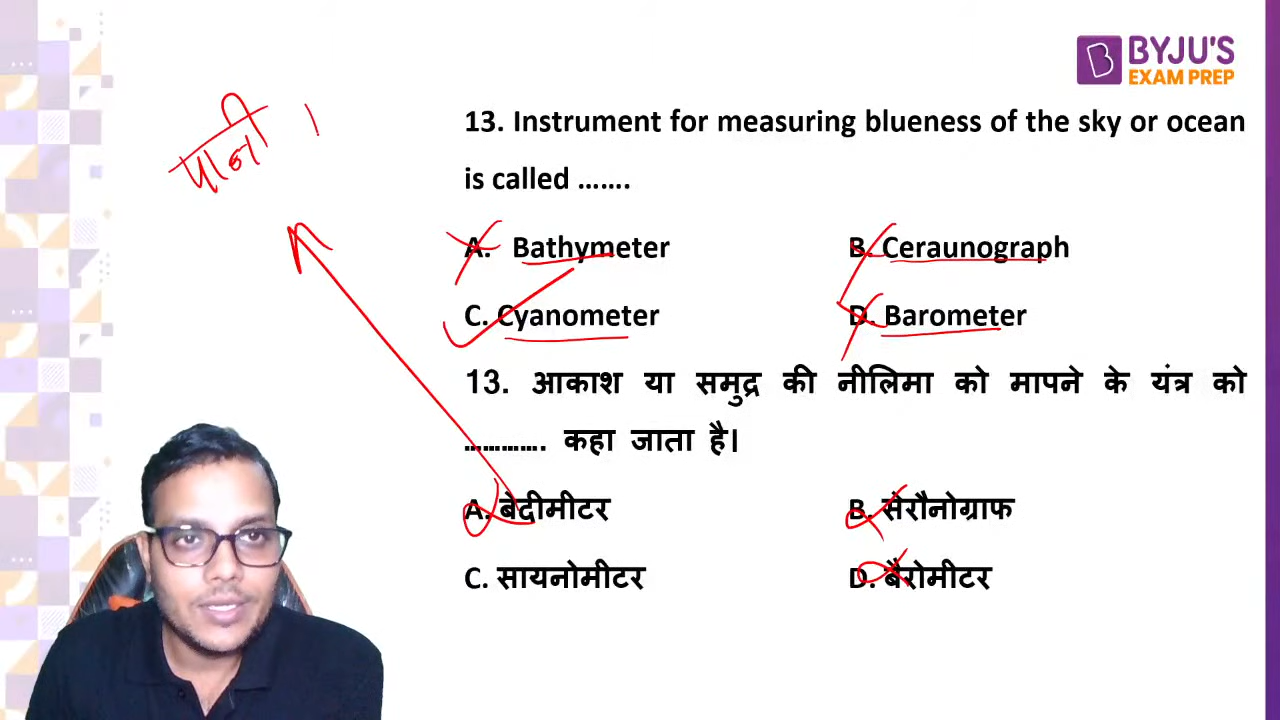 BYJU'S
EXAM PREP
पानी ।
13. Instrument for measuring blueness of the sky or ocean
is called …….
A. Bathymeter B. Ceraunograph
C. Cyanometer D. Barometer
13. आकाश या समुद्र की नीलिमा को मापने के यंत्र को
…………. कहा जाता है।
A. बेदीमीटर B. सेरौनोग्राफ
C. सायनोमीटर D. बैरोमीटर